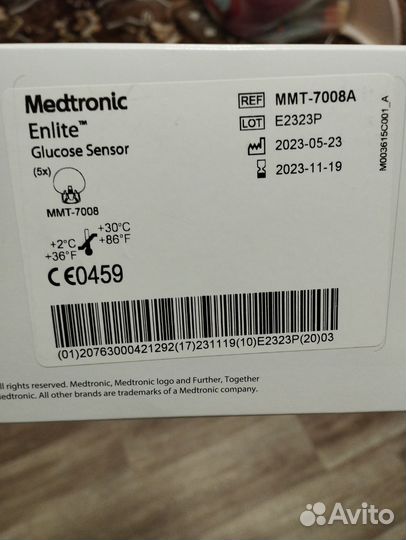 Medtronic
Enlite™
Glucose Sensor
(5x)
MMT-7008
+2°C
+36°F
+30°C
+86°F
CE0459
REF MMT-7008A
LOT E2323P
2023-05-23
2023-11-19
M003615C001_A
(01)20763000421292(17)231119(10)E2323P(20)03
ll rights reserved. Medtronic, Medtronic logo and Further, Together
edtronic. All other brands are trademarks of a Medtronic company.
Avito